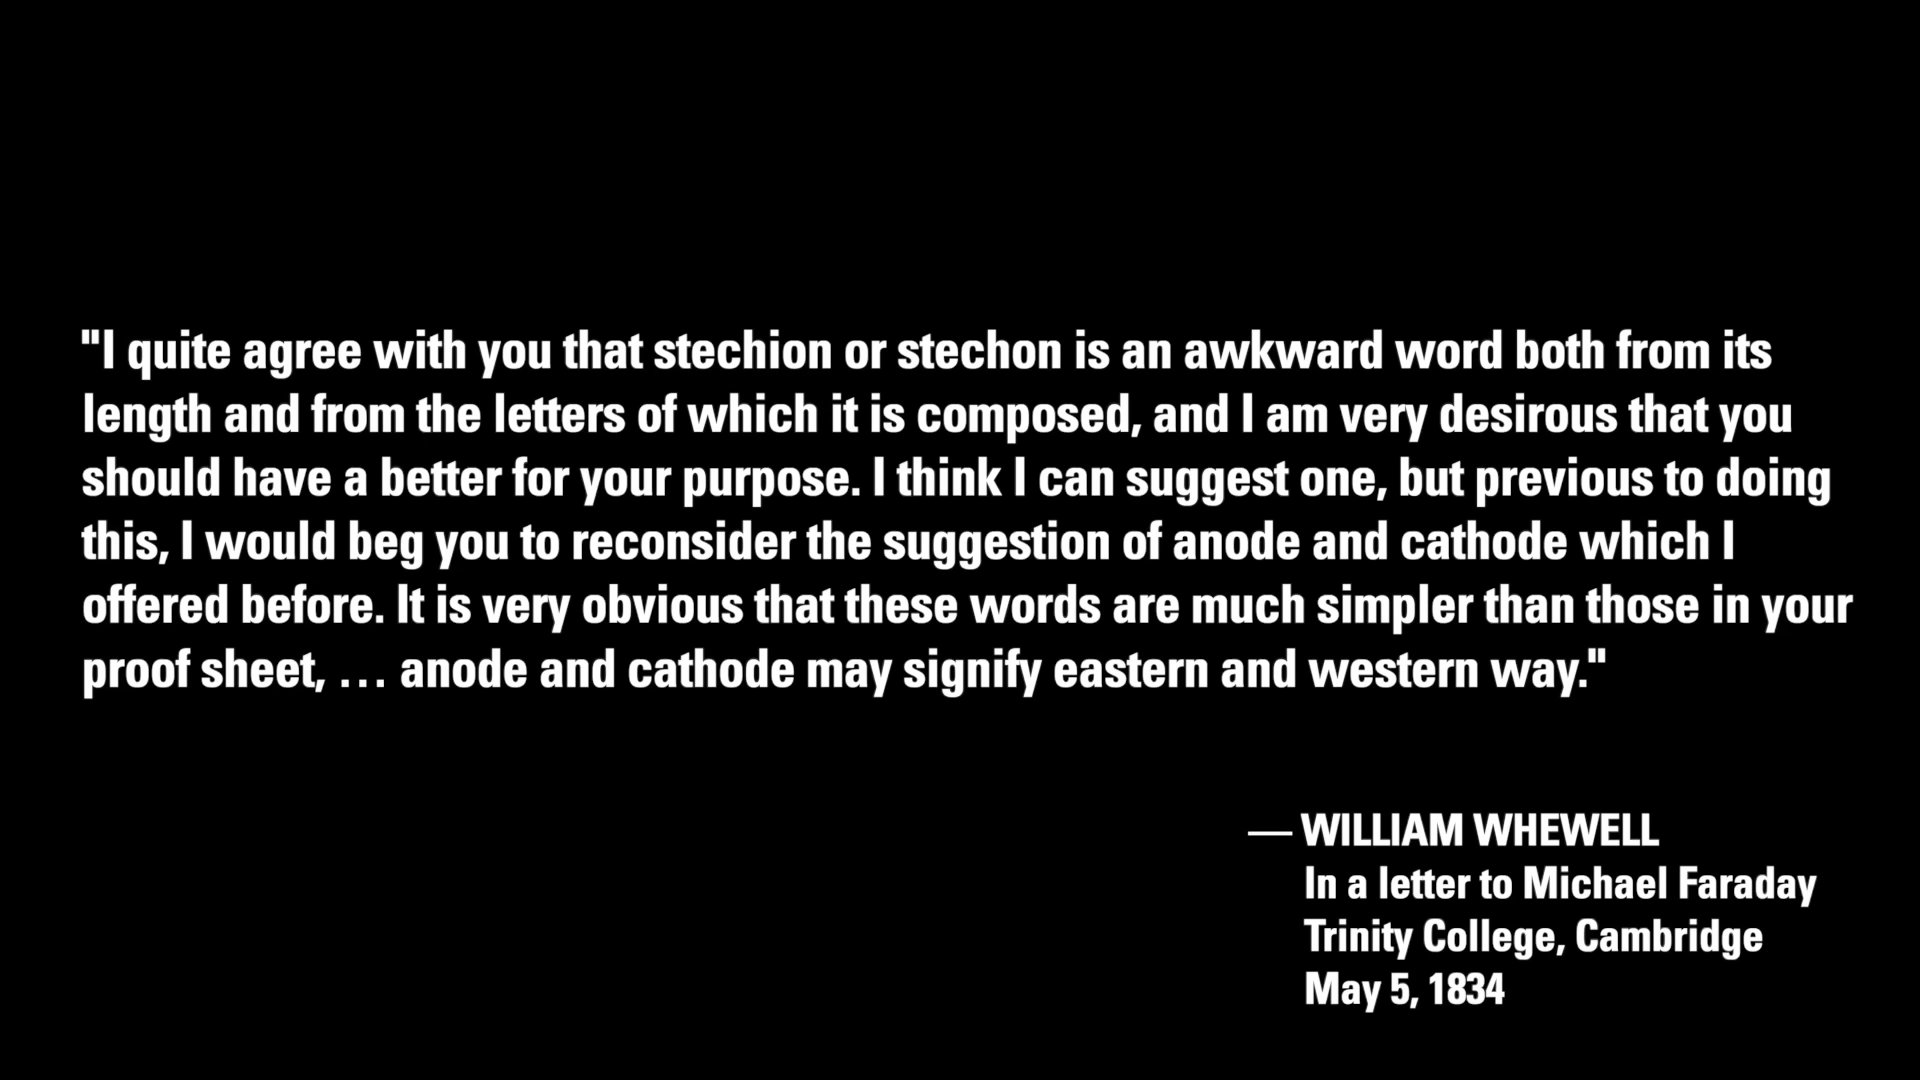 "I quite agree with you that stechion or stechon is an awkward word both from its
length and from the letters of which it is composed, and I am very desirous that you
should have a better for your purpose. I think I can suggest one, but previous to doing
this, I would beg you to reconsider the suggestion of anode and cathode which I
offered before. It is very obvious that these words are much simpler than those in your
proof sheet, … anode and cathode may signify eastern and western way."
— WILLIAM WHEWELL
In a letter to Michael Faraday
Trinity College, Cambridge
May 5, 1834